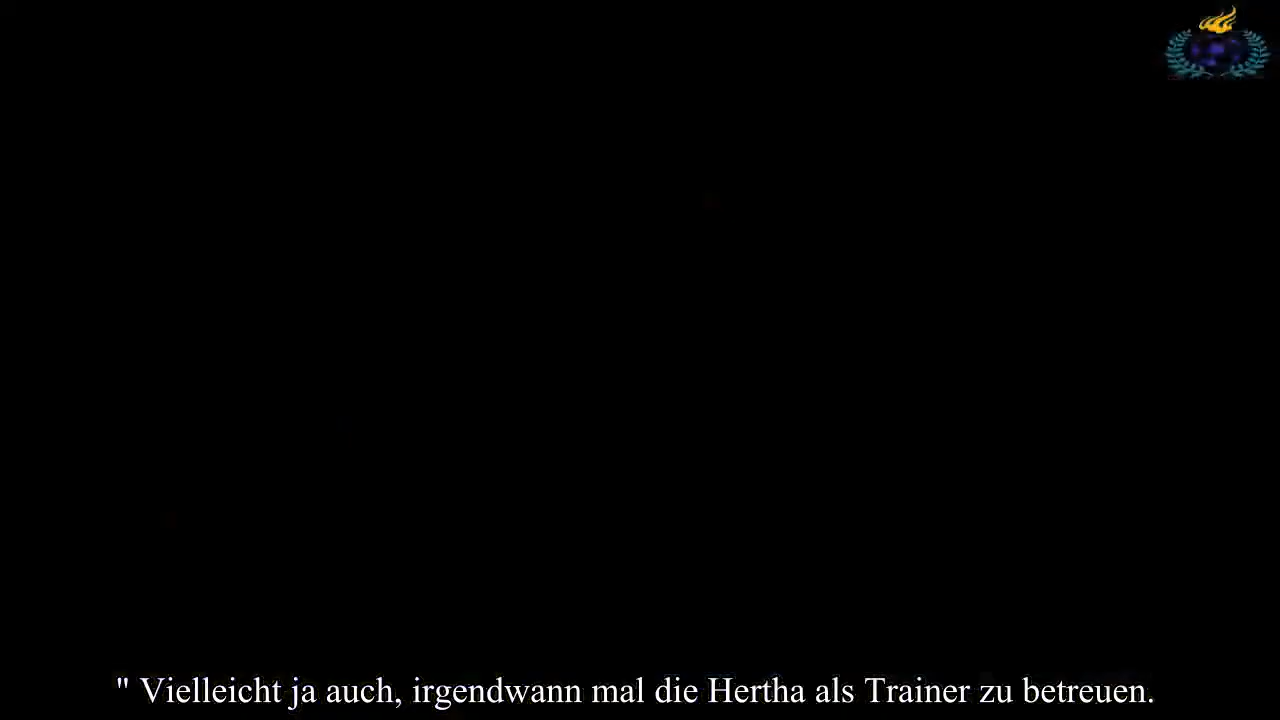 " Vielleicht ja auch, irgendwann mal die Hertha als Trainer zu betreuen.